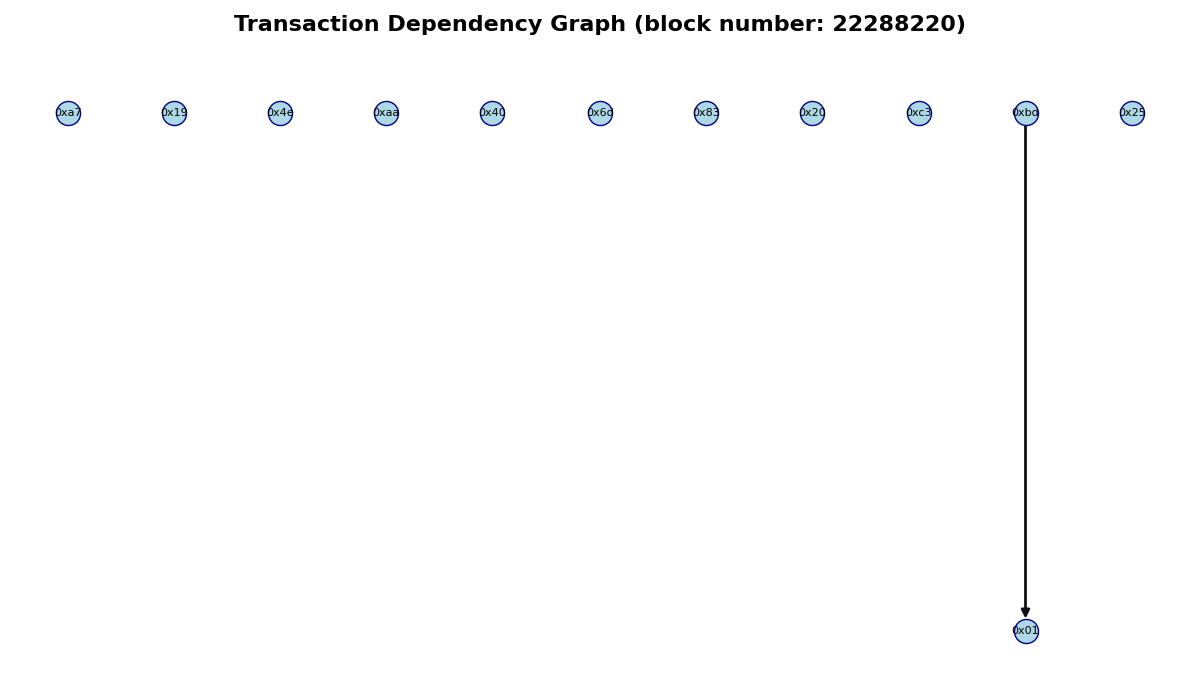 Transaction Dependency Graph (block number: 22288220)
0xa7 0x19 0x4e 0xaa 0x40 0x6d 0x83 0x20 0xc3 0xbd 0x25
0x01